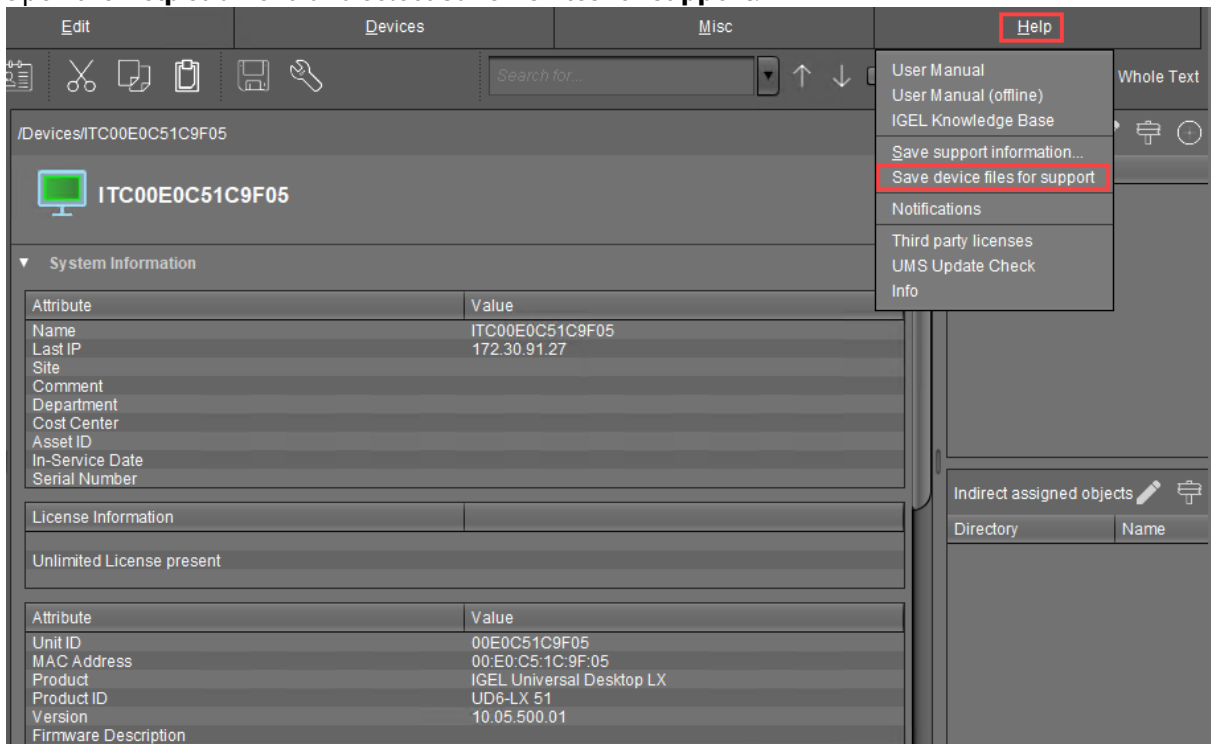 Edit Devices Misc Help
Search for...
Whole Text
User Manual
User Manual (offline)
IGEL Knowledge Base
Save support information...
Save device files for support
Notifications
Third party licenses
UMS Update Check
Info
/Devices/ITC00E0C51C9F05
ITC00E0C51C9F05
System Information
Attribute Value
Name ITC00E0C51C9F05
Last IP 172.30.91.27
Site
Comment
Department
Cost Center
Asset ID
In-Service Date
Serial Number
License Information
Unlimited License present
Attribute Value
Unit ID 00E0C51C9F05
MAC Address 00:E0:C5:1C:9F:05
Product IGEL Universal Desktop LX
Product ID UD6-LX 51
Version 10.05.500.01
Firmware Description
Indirect assigned objects
Directory Name